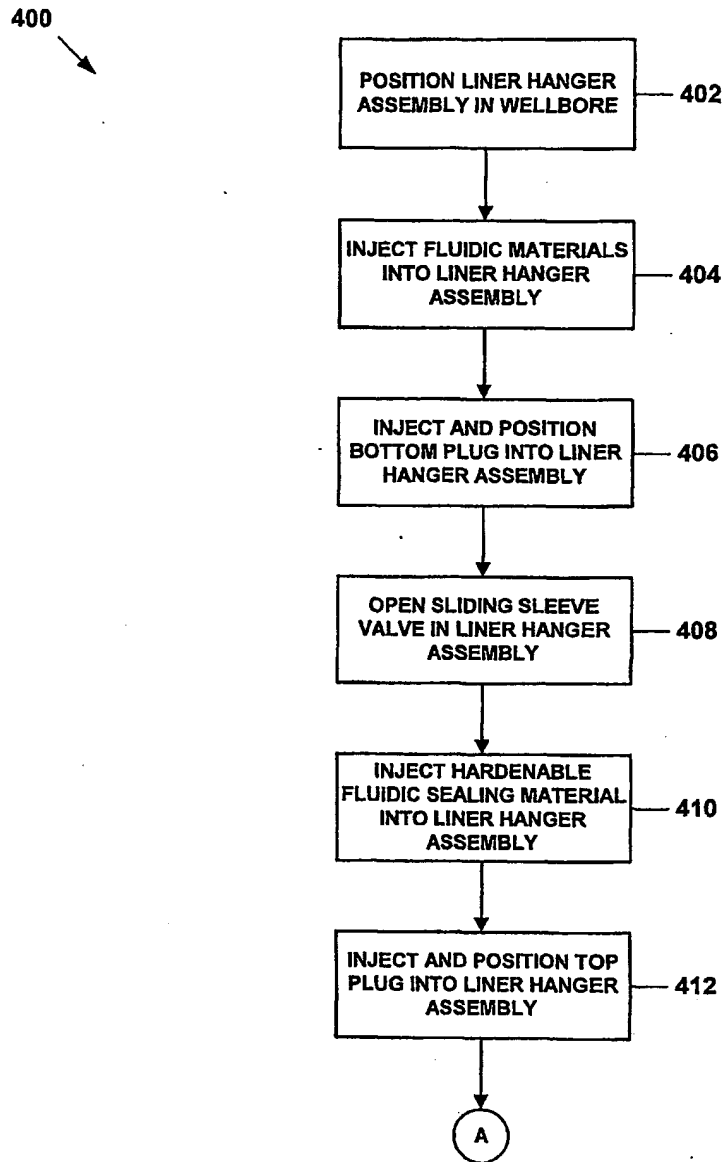 400
POSITION LINER HANGER
ASSEMBLY IN WELLBORE
402
INJECT FLUIDIC MATERIALS
INTO LINER HANGER
ASSEMBLY
404
INJECT AND POSITION
BOTTOM PLUG INTO LINER
HANGER ASSEMBLY
406
OPEN SLIDING SLEEVE
VALVE IN LINER HANGER
ASSEMBLY
408
INJECT HARDENABLE
FLUIDIC SEALING MATERIAL
INTO LINER HANGER
ASSEMBLY
410
INJECT AND POSITION TOP
PLUG INTO LINER HANGER
ASSEMBLY
412
A